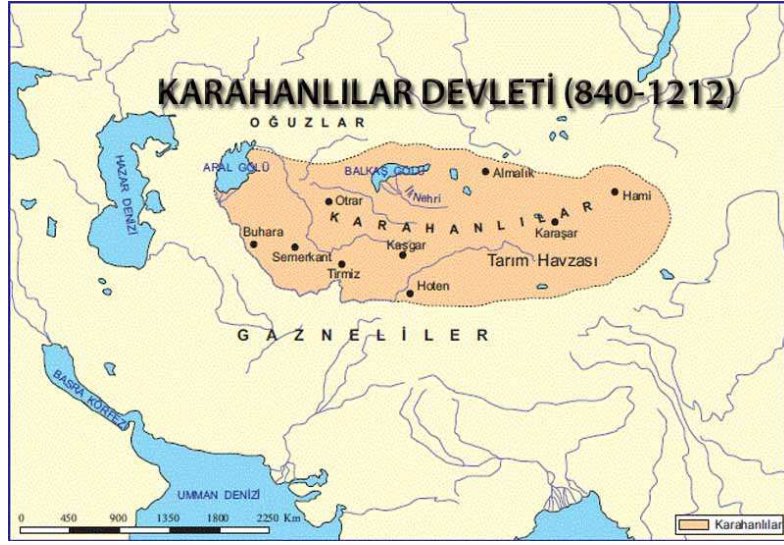 KARAHANLILAR DEVLETİ (840-1212)
OĞUZLAR
HAZAR DENİZİ
APAL GÖLÜ
BALKAŞ GÖLÜ
Almalık
İli Nehri
Hami
Otrar
KARAHANLILAR
Karaşar
Buhara
Semerkant
Kaşgar
Tirmiz
Tarım Havzası
Hoten
GAZNELİLER
BASRA KÖRFEZİ
UMMAN DENİZİ
0 450 900 1350 1800 2250 Km
Karahanlılar